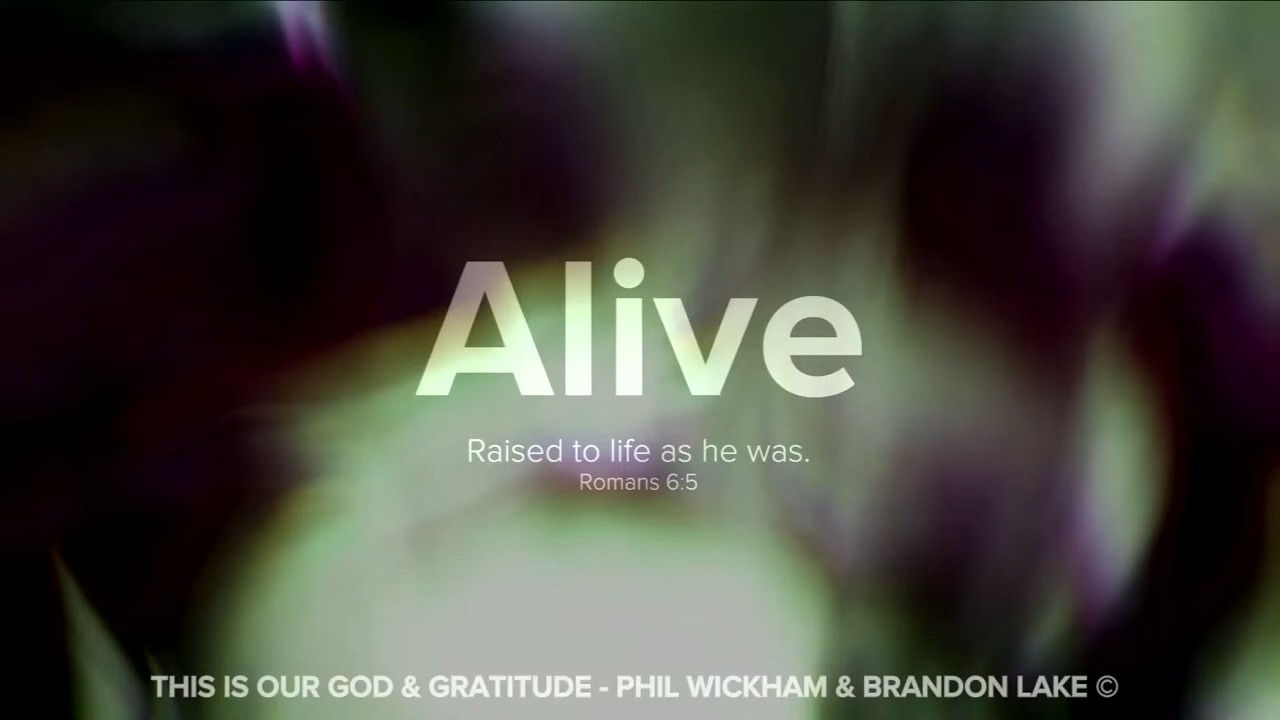 Alive
Raised to life as he was.
Romans 6:5
THIS IS OUR GOD & GRATITUDE - PHIL WICKHAM & BRANDON LAKE ©